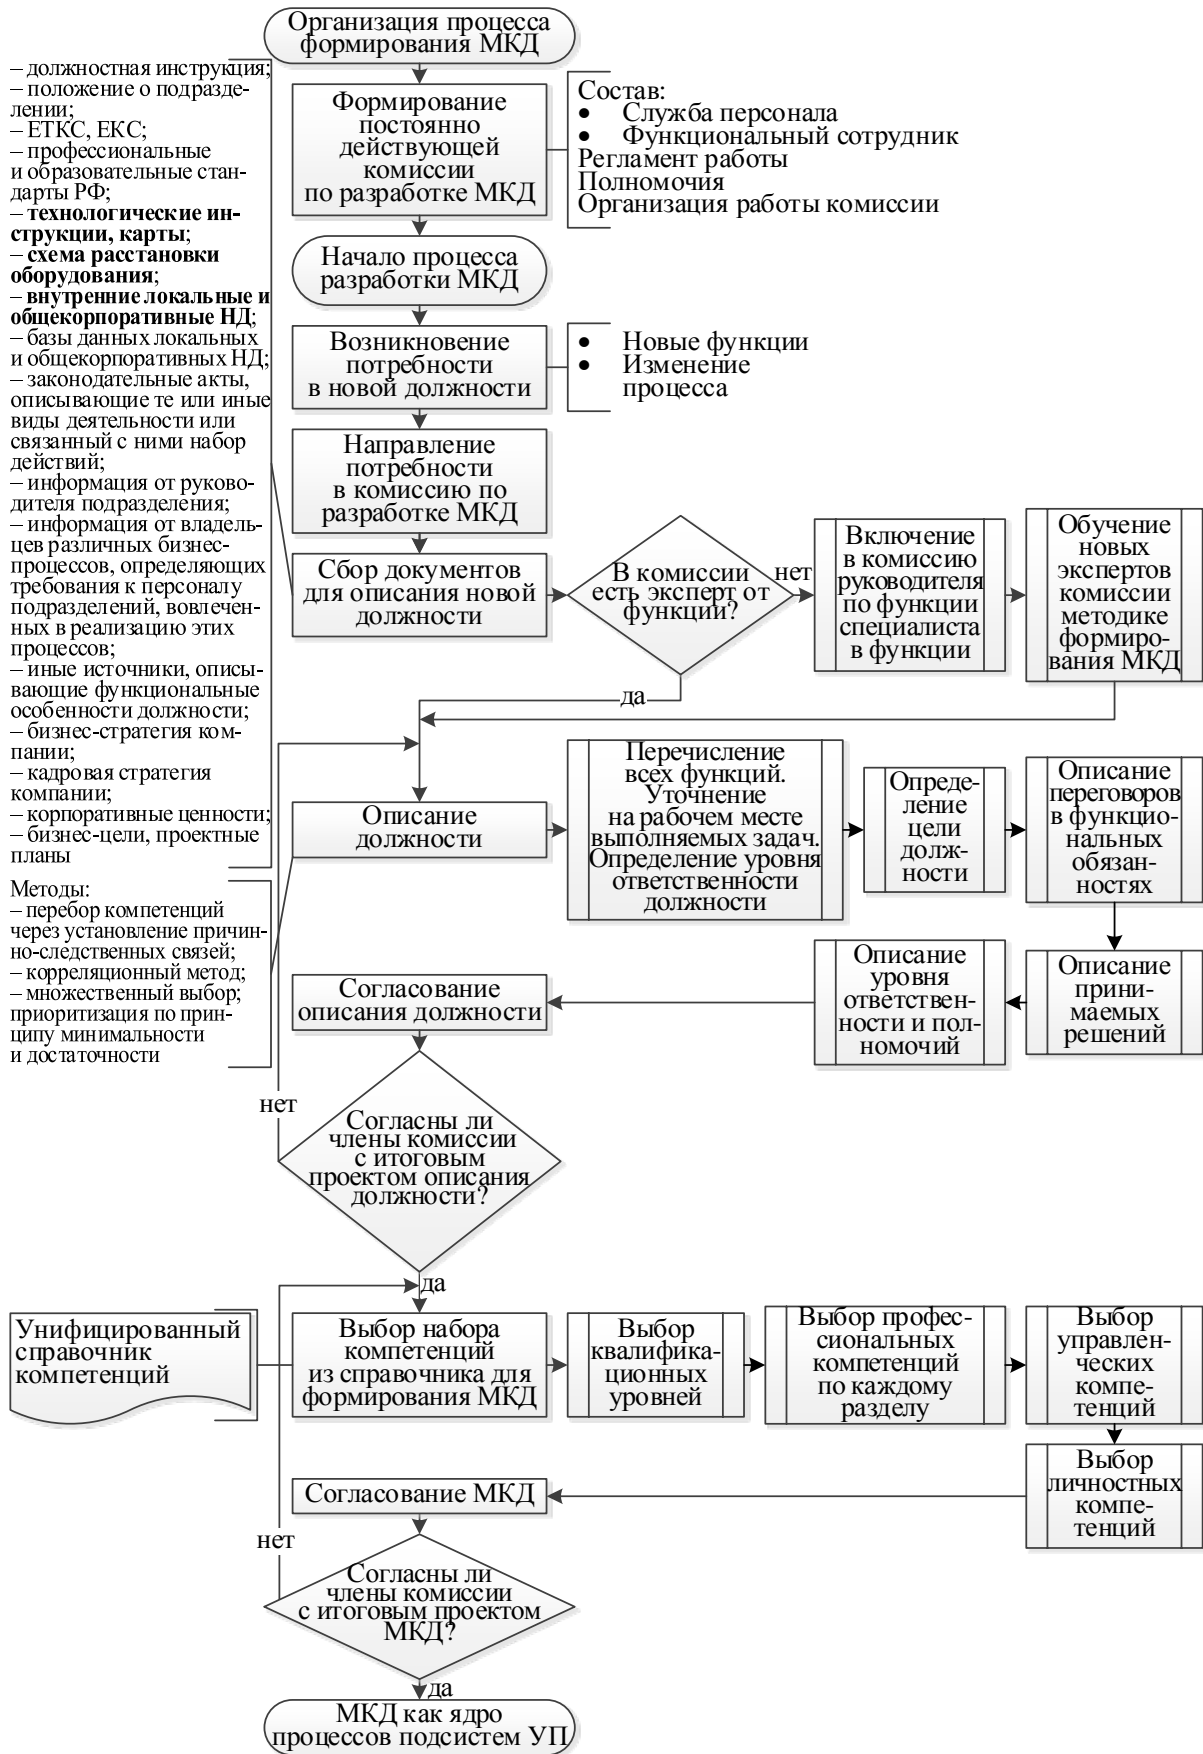 Организация процесса
формирования МКД
– должностная инструкция;
– положение о подразде-
лении;
– ЕТКС, ЕКС;
– профессиональные
и образовательные стан-
дарты РФ;
– технологические ин-
струкции, карты;
– схема расстановки
оборудования;
– внутренние локальные и
общекорпоративные НД;
– базы данных локальных
и общекорпоративных НД;
– законодательные акты,
описывающие те или иные
виды деятельности или
связанный с ними набор
действий;
– информация от руково-
дителя подразделения;
– информация от владель-
цев различных бизнес-
процессов, определяющих
требования к персоналу
подразделений, вовлечен-
ных в реализацию этих
процессов;
– иные источники, описы-
вающие функциональные
особенности должности;
– бизнес-стратегия ком-
пании;
– кадровая стратегия
компании;
– корпоративные ценности;
– бизнес-цели, проектные
планы
Формирование
постоянно
действующей
комиссии
по разработке МКД
Состав:
• Служба персонала
• Функциональный сотрудник
Регламент работы
Полномочия
Организация работы комиссии
Начало процесса
разработки МКД
Возникновение
потребности
в новой должности
• Новые функции
• Изменение
процесса
Направление
потребности
в комиссию по
разработке МКД
Сбор документов
для описания новой
должности
В комиссии
есть эксперт от
функции?
нет
Включение
в комиссию
руководителя
по функции
специалиста
в функции
Обучение
новых
экспертов
комиссии
методике
формиро-
вания МКД
да
Описание
должности
Перечисление
всех функций.
Уточнение
на рабочем месте
выполняемых задач.
Определение уровня
ответственности
должности
Опреде-
ление
цели
долж-
ности
Описание
переговоров
в функцио-
нальных
обязан-
ностях
Методы:
– перебор компетенций
через установление причин-
но-следственных связей;
– корреляционный метод;
– множественный выбор;
приоритизация по прин-
ципу минимальности
и достаточности
Согласование
описания должности
Описание
уровня
ответствен-
ности и пол-
номочий
Описание
прини-
маемых
решений
нет
Согласны ли
члены комиссии
с итоговым
проектом описания
должности?
да
Унифицированный
справочник
компетенций
Выбор набора
компетенций
из справочника для
формирования МКД
Выбор
квалифика-
ционных
уровней
Выбор профес-
сиональных
компетенций
по каждому
разделу
Выбор
управлен-
ческих
компе-
тенций
Согласование МКД
Выбор
личностных
компе-
тенций
нет
Согласны ли
члены комиссии
с итоговым проектом
МКД?
да
МКД как ядро
процессов подсистем УП